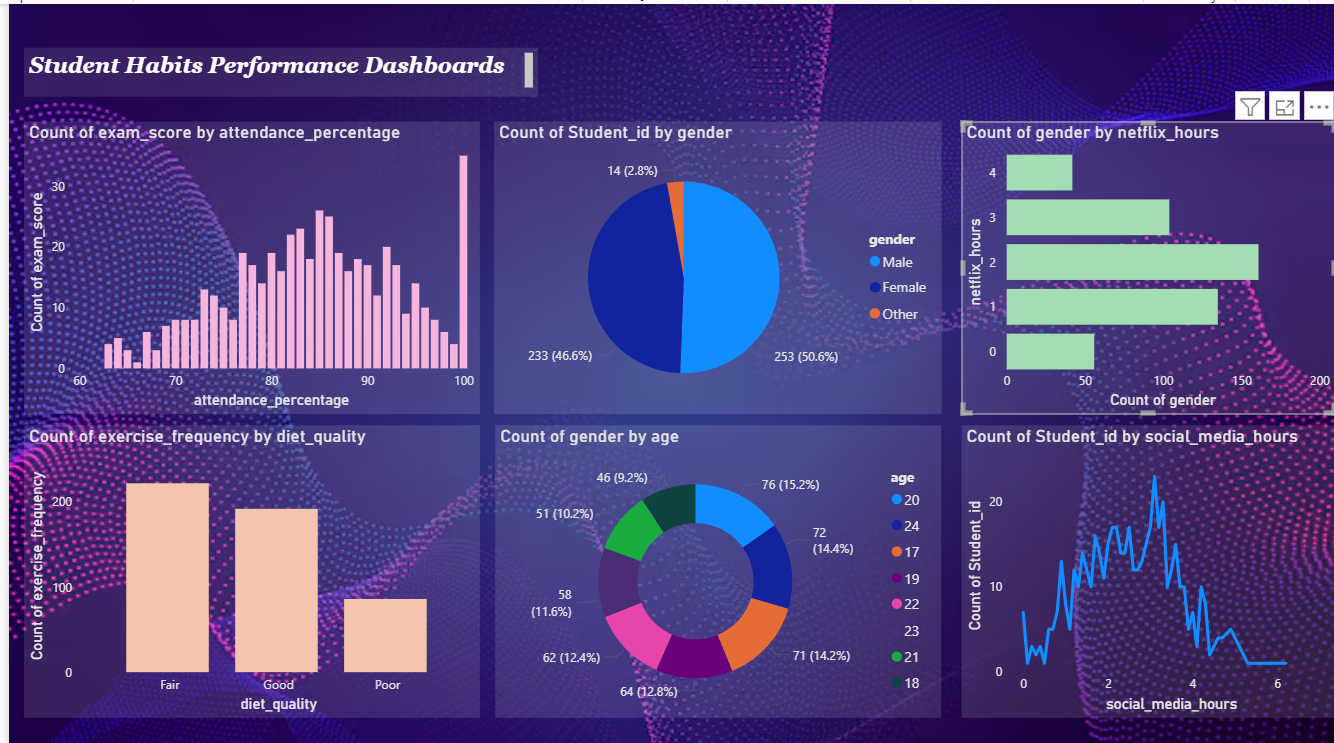 Student Habits Performance Dashboards
Count of exam_score by attendance_percentage
Count of exam_score
30
20
10
0
60
70
80
90
100
attendance_percentage
Count of Student_id by gender
14 (2.8%)
233 (46.6%)
253 (50.6%)
gender
Male
Female
Other
Count of gender by netflix_hours
netflix_hours
4
3
2
1
0
0
50
100
150
200
Count of gender
Count of exercise_frequency by diet_quality
Count of exercise_frequency
200
100
0
Fair
Good
Poor
diet_quality
Count of gender by age
46 (9.2%)
76 (15.2%)
51 (10.2%)
72
(14.4%)
58
(11.6%)
62 (12.4%)
71 (14.2%)
64 (12.8%)
age
20
24
17
19
22
23
21
18
Count of Student_id by social_media_hours
Count of Student_id
20
10
0
0
2
4
6
social_media_hours